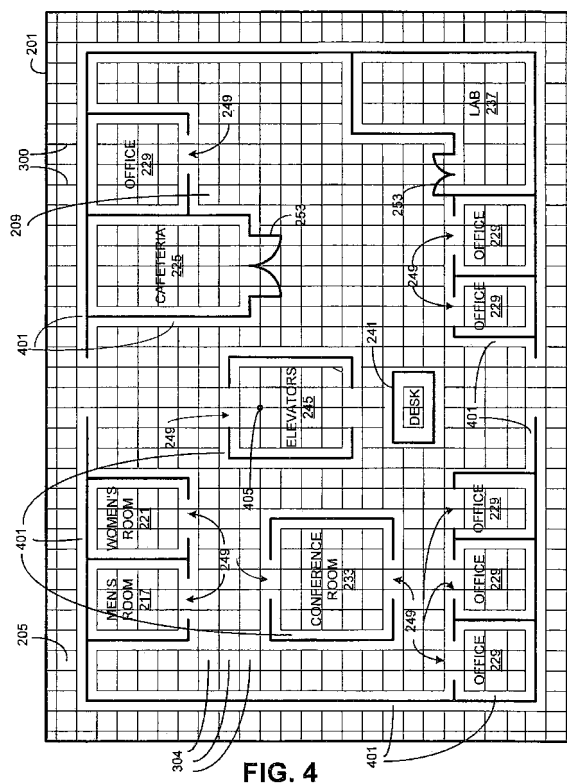 205
401
401
209
300
201
MEN'S
ROOM
217
WOMEN'S
ROOM
221
CAFETERIA
225
OFFICE
229
249
304
249
249
405
253
ELEVATORS
245
CONFERENCE
ROOM
233
241
DESK
401
249
249
253
LAB
237
OFFICE
229
OFFICE
229
OFFICE
229
OFFICE
229
OFFICE
229
401
401
FIG. 4